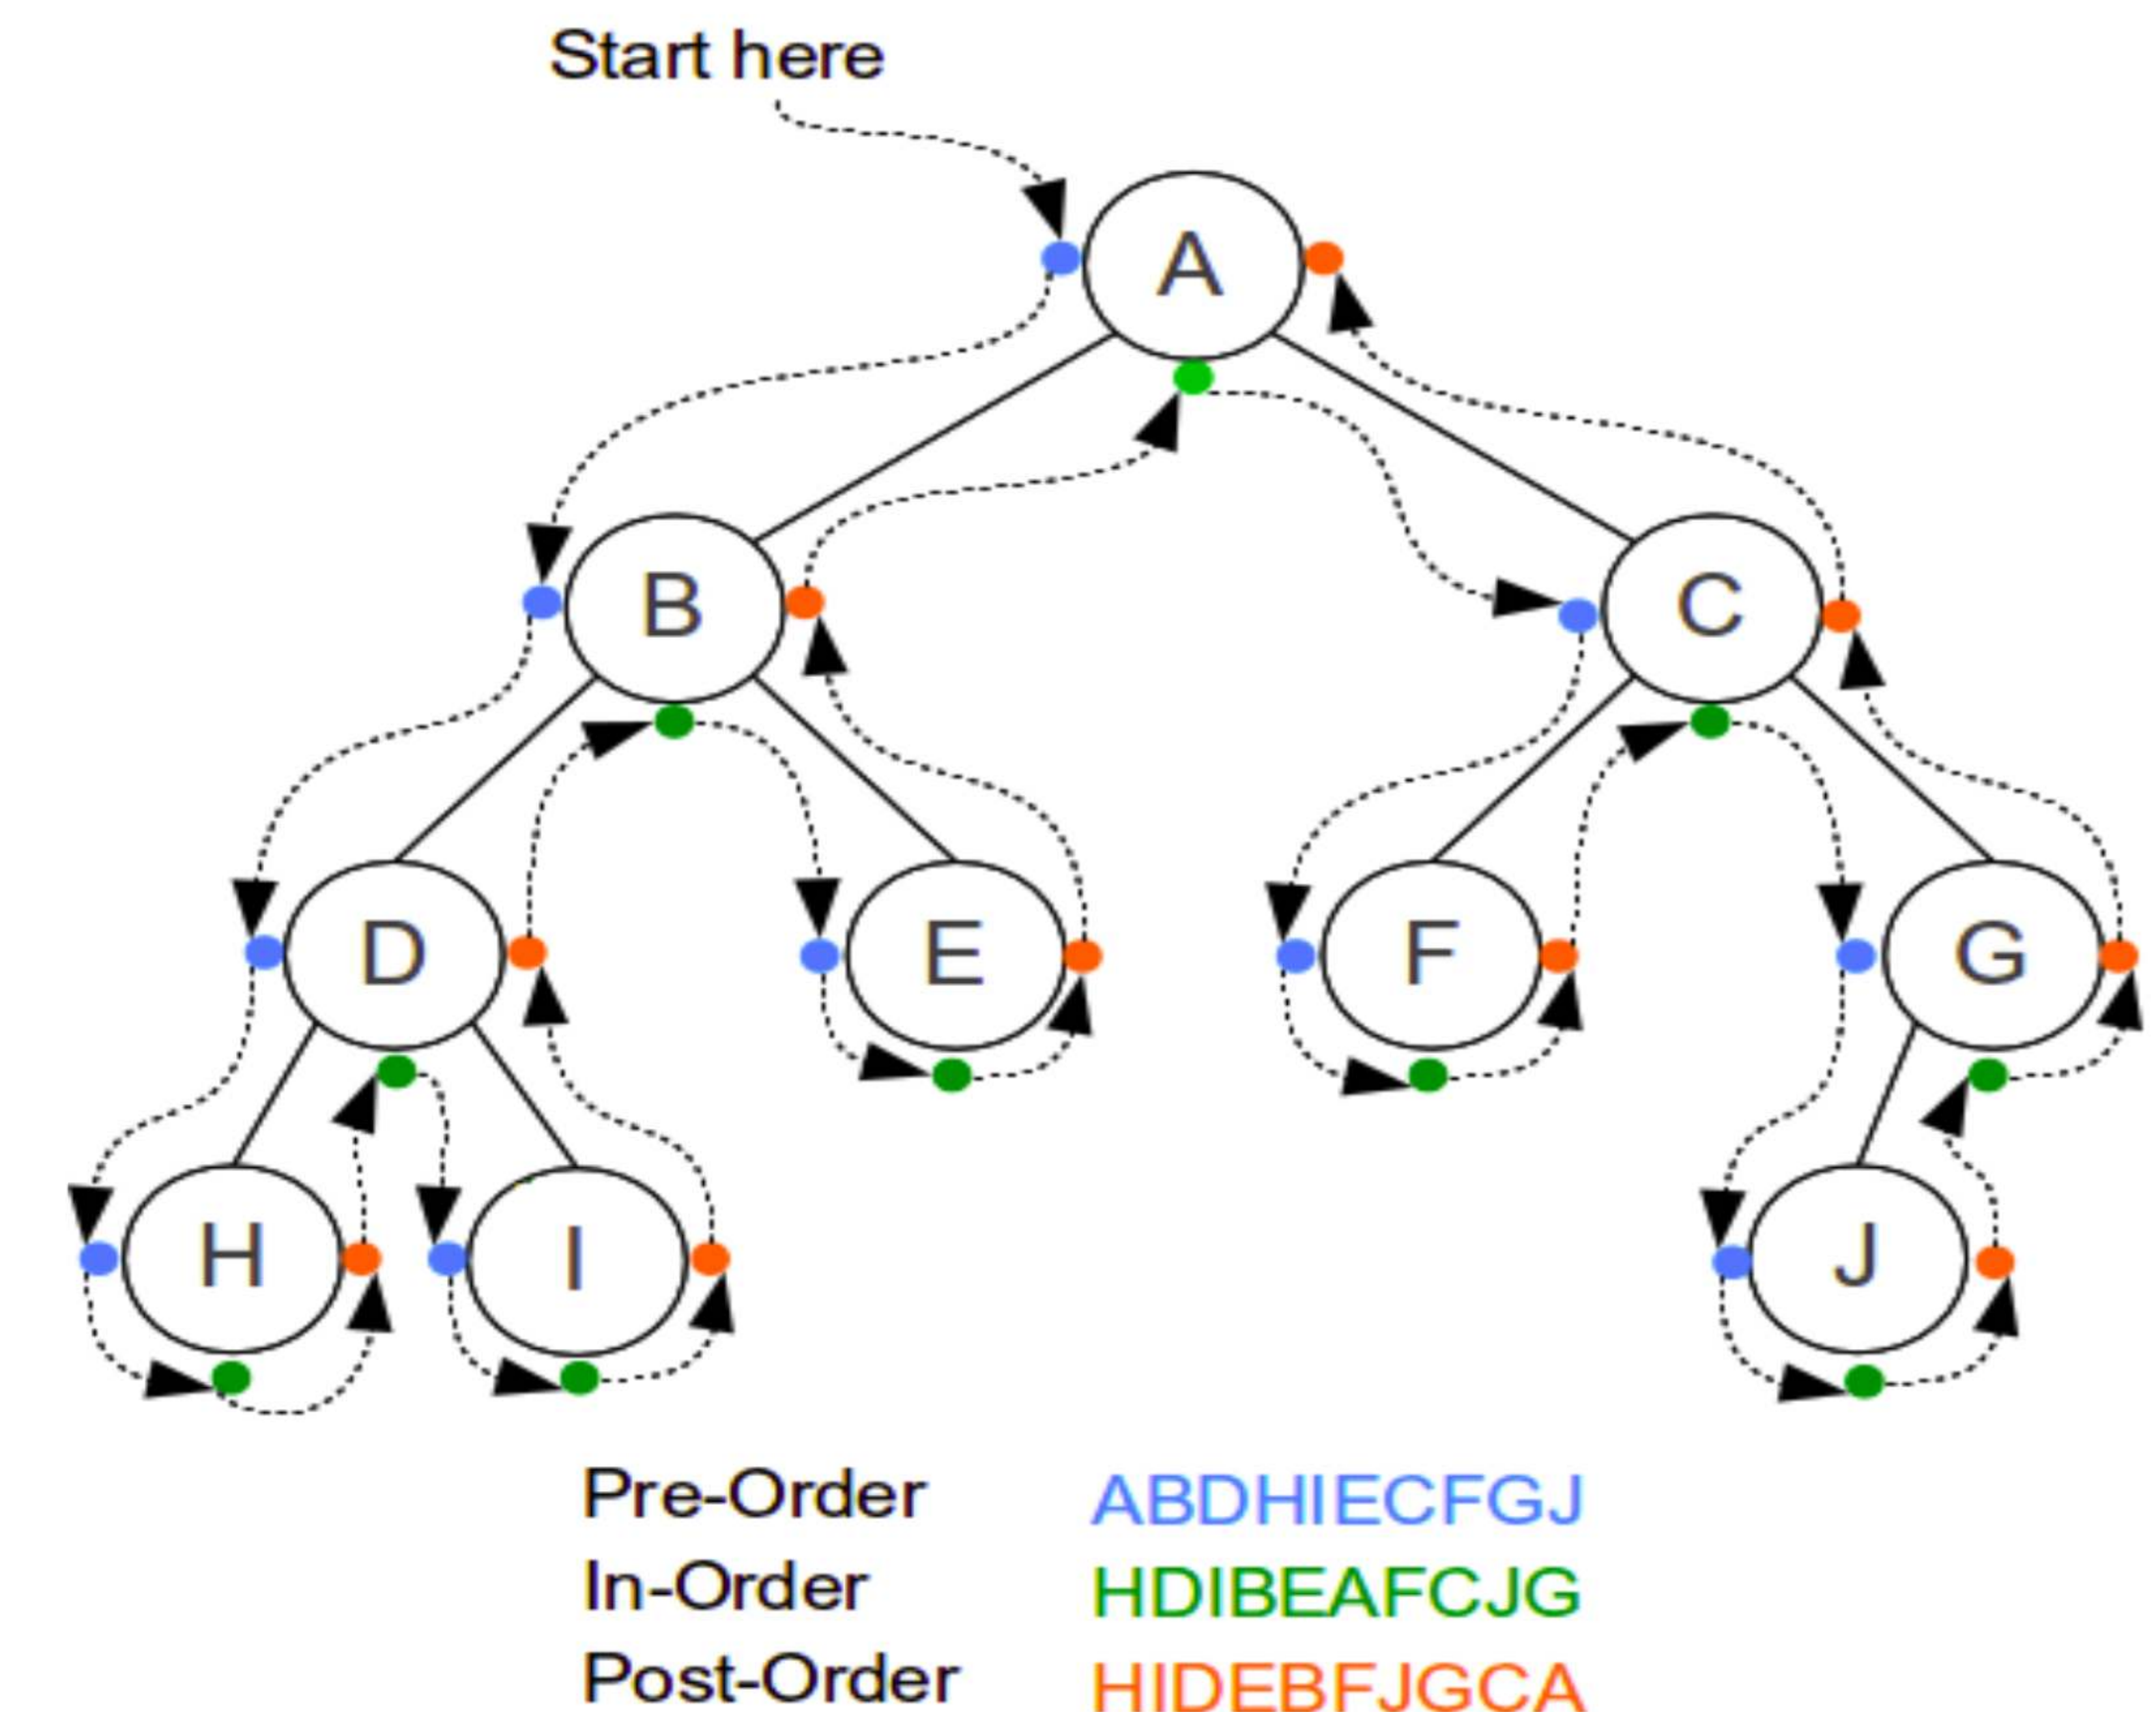 Start here
A
B
C
D
E
F
G
H
I
J
Pre-Order ABDHIECFGJ
In-Order HDIBEAFCJG
Post-Order HIDEBFJGCA